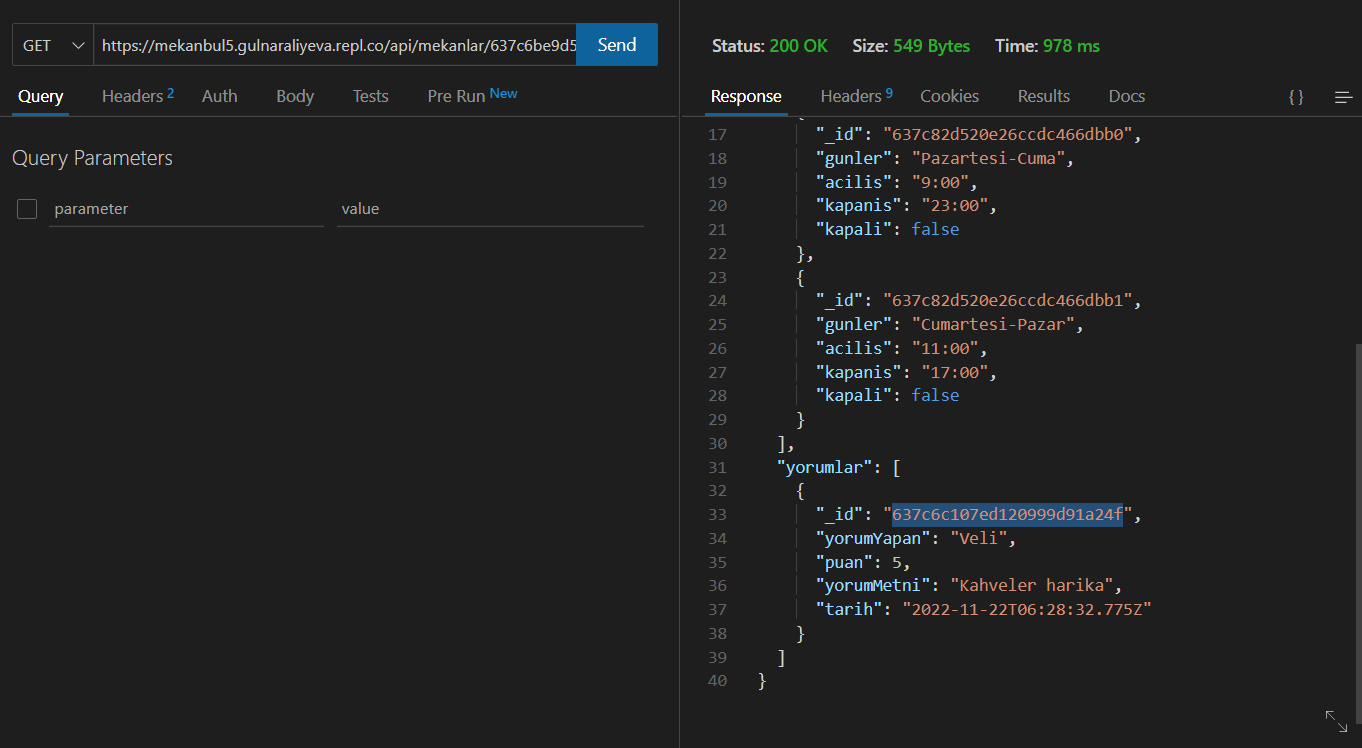 GET
https://mekanbul5.gulnaraliyeva.repl.co/api/mekanlar/637c6be9d5
Send
Query
Headers 2
Auth
Body
Tests
Pre Run New
Query Parameters
parameter
value
Status: 200 OK Size: 549 Bytes Time: 978 ms
Response
Headers 9
Cookies
Results
Docs
{ }
17 "_id": "637c82d520e26ccdc466dbb0",
18 "gunler": "Pazartesi-Cuma",
19 "acilis": "9:00",
20 "kapanis": "23:00",
21 "kapali": false
22 },
23 {
24 "_id": "637c82d520e26ccdc466dbb1",
25 "gunler": "Cumartesi-Pazar",
26 "acilis": "11:00",
27 "kapanis": "17:00",
28 "kapali": false
29 }
30 ],
31 "yorumlar": [
32 {
33 "_id": "637c6c107ed120999d91a24f",
34 "yorumYapan": "Veli",
35 "puan": 5,
36 "yorumMetni": "Kahveler harika",
37 "tarih": "2022-11-22T06:28:32.775Z"
38 }
39 ]
40 }